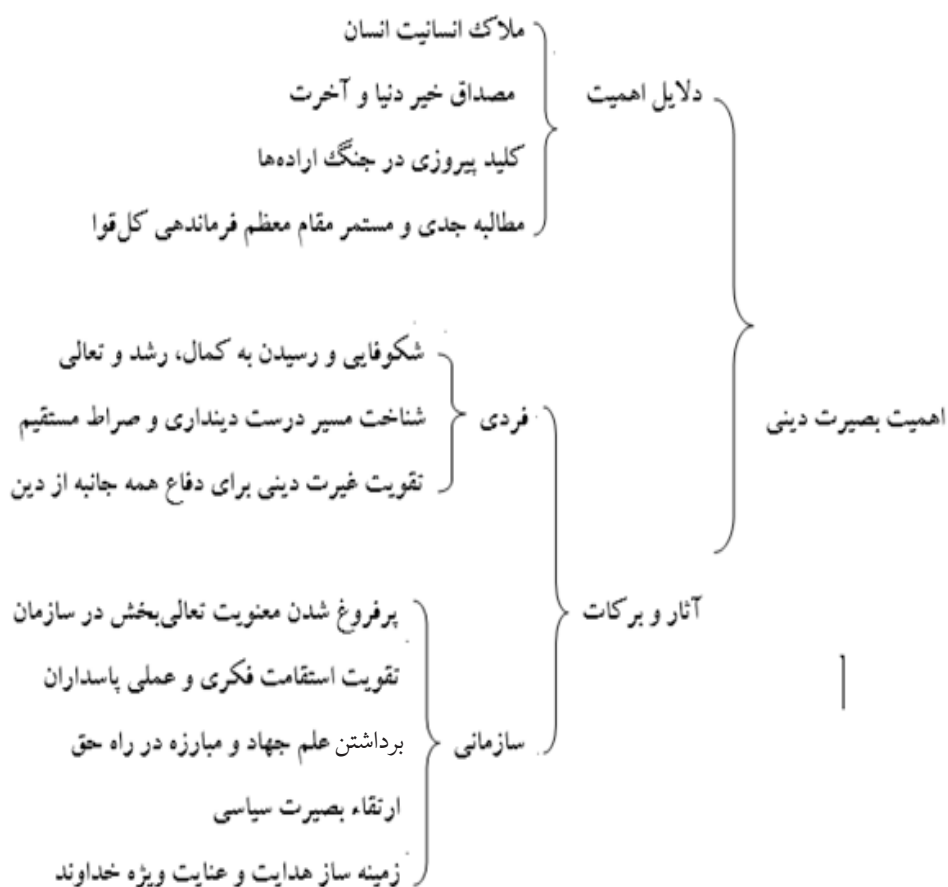 ملاک انسانیت انسان
دلایل اهمیت مصداق خیر دنیا و آخرت
کلید پیروزی در جنگ اراده‌ها
مطالبه جدی و مستمر مقام معظم فرماندهی کل‌قوا
شکوفایی و رسیدن به کمال، رشد و تعالی
اهمیت بصیرت دینی فردی شناخت مسیر درست دینداری و صراط مستقیم
تقویت غیرت دینی برای دفاع همه جانبه از دین
آثار و برکات پرفروغ شدن معنویت تعالی‌بخش در سازمان
تقویت استقامت فکری و عملی پاسداران
سازمانی برداشتن علم جهاد و مبارزه در راه حق
ارتقاء بصیرت سیاسی
زمینه ساز هدایت و عنایت ویژه خداوند